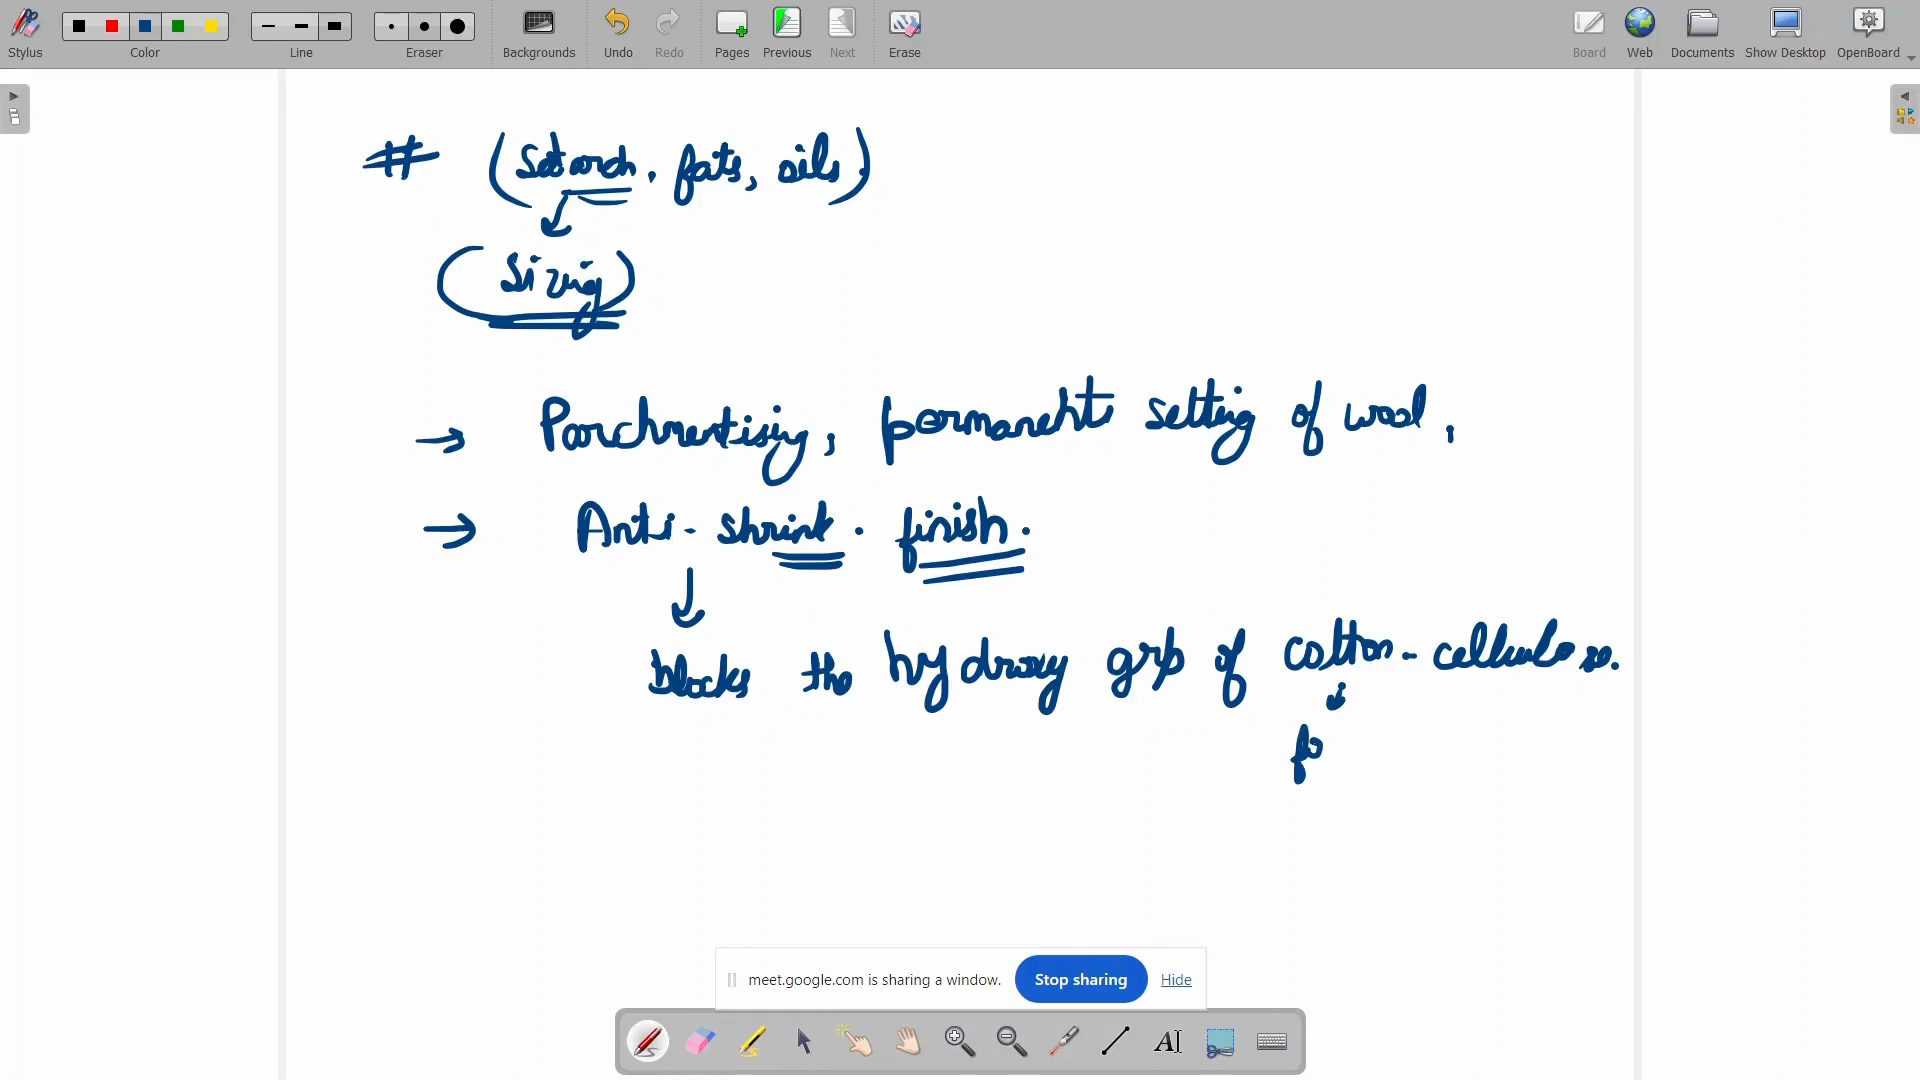 Stylus Color Line Eraser Backgrounds Undo Redo Pages Previous Next Erase Board Web Documents Show Desktop OpenBoard
# (Starch, fats, oils)
(Sizing)
→ Parchmentising, permanent setting of wool,
→ Anti-shrink. finish.
blocks the hydroxy grp of cotton-cellulose.
fo
meet.google.com is sharing a window. Stop sharing Hide